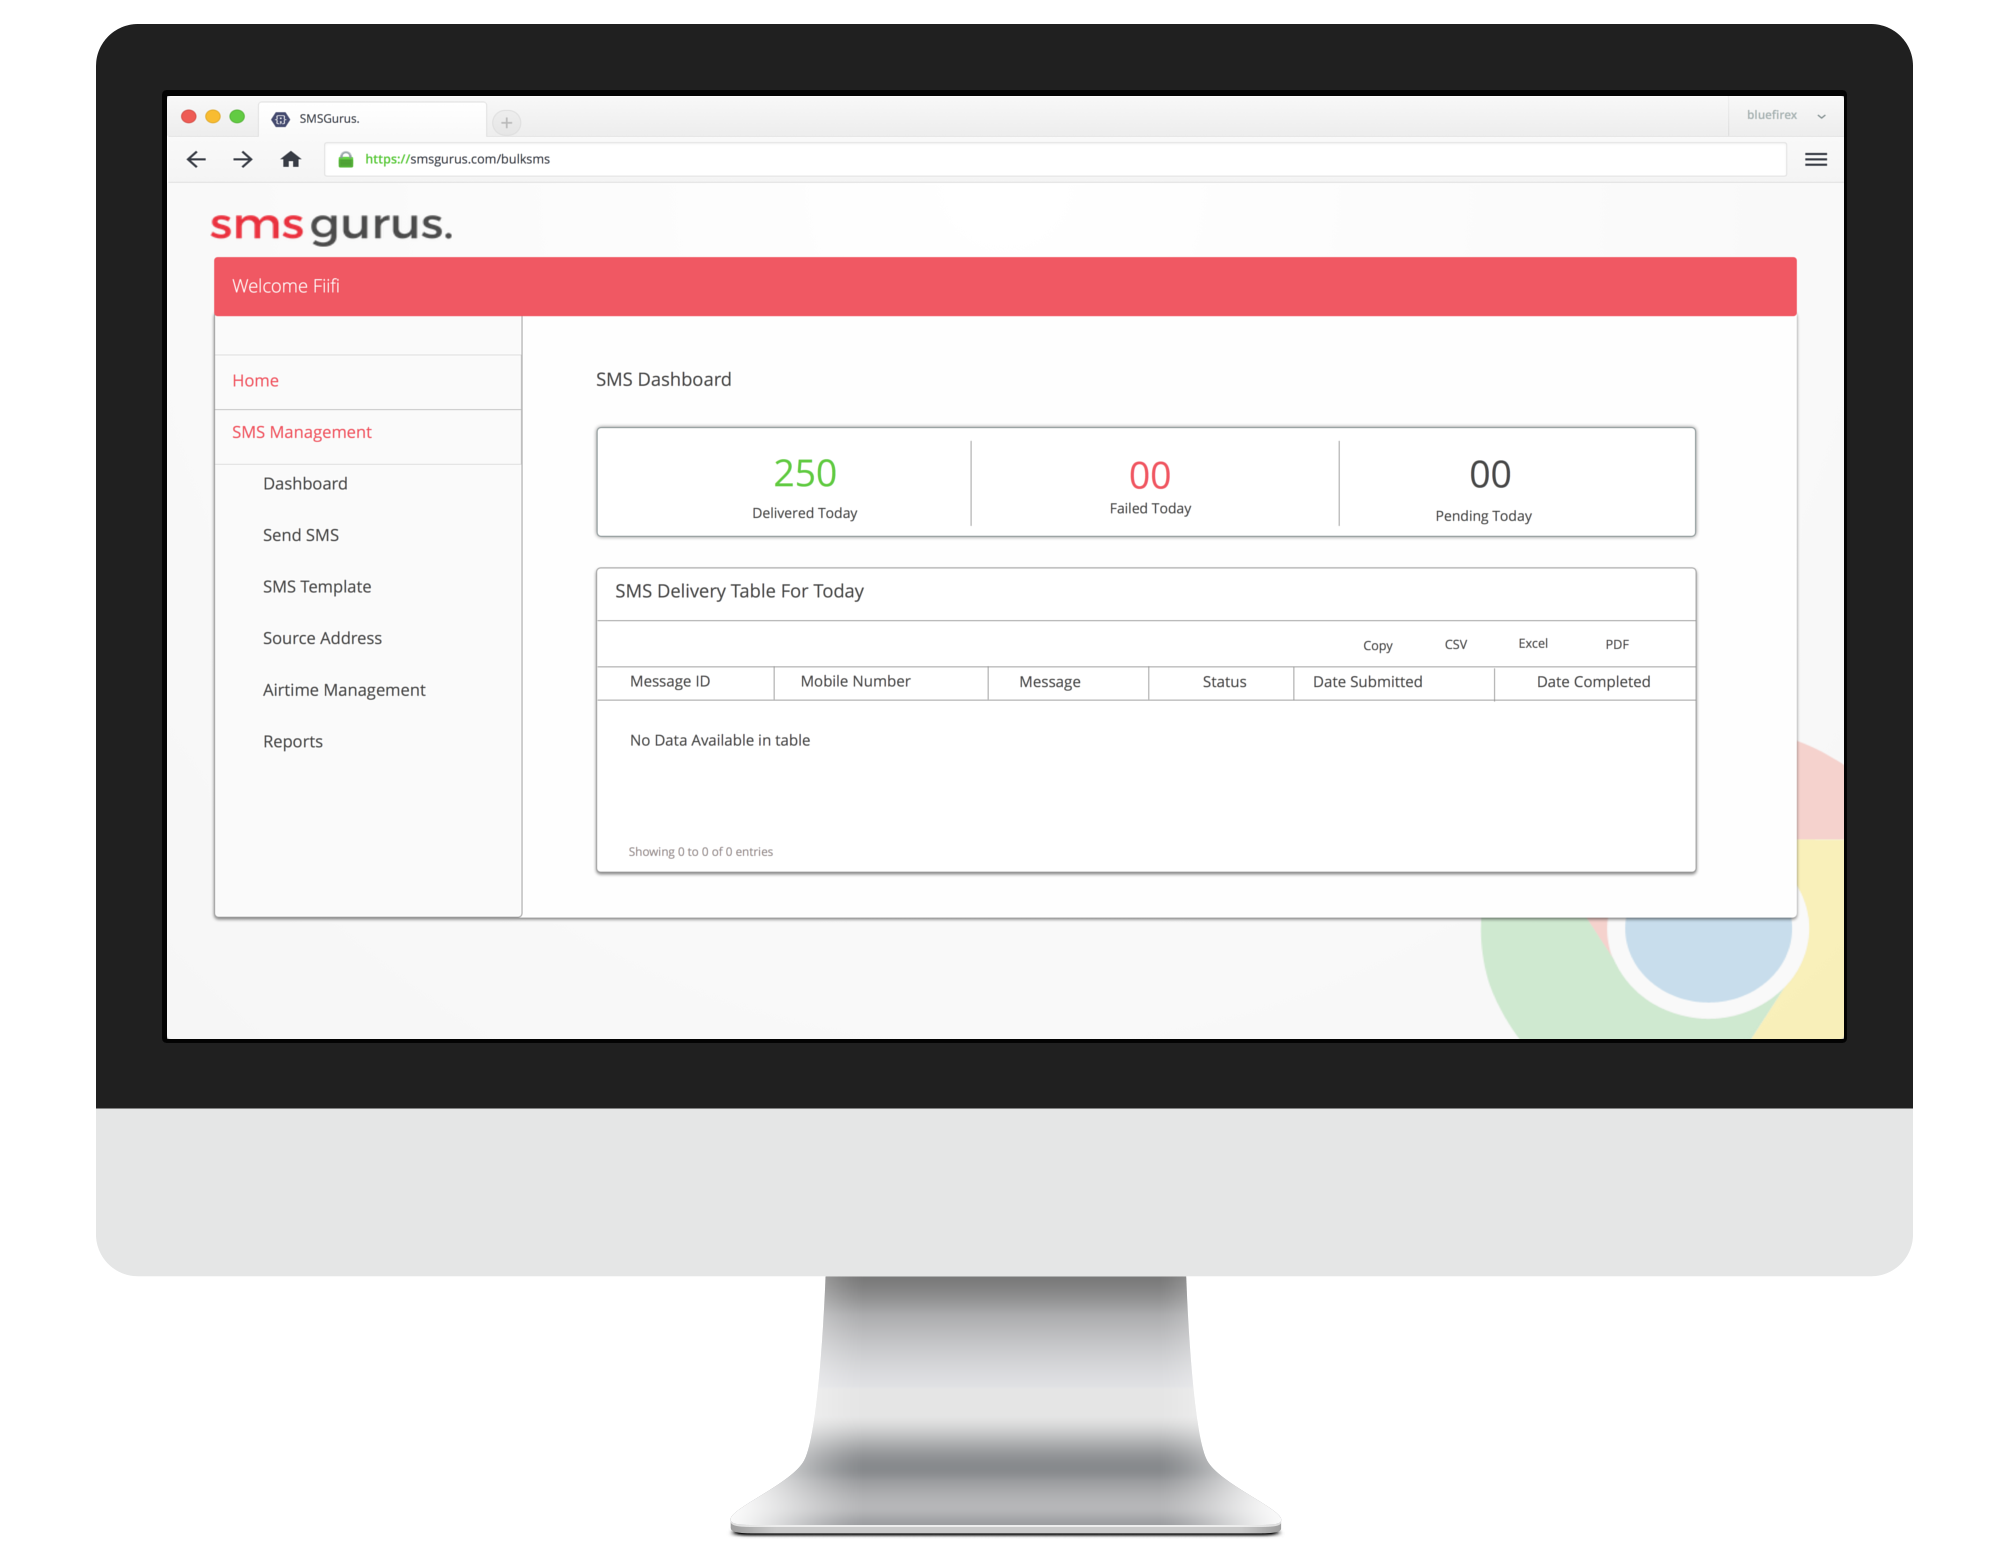 SMSGurus.
bluefirex
https://smsgurus.com/bulksms
smsgurus.
Welcome Fiifi
Home
SMS Management
Dashboard
Send SMS
SMS Template
Source Address
Airtime Management
Reports
SMS Dashboard
250 00 00
Delivered Today Failed Today Pending Today
SMS Delivery Table For Today
Copy CSV Excel PDF
Message ID Mobile Number Message Status Date Submitted Date Completed
No Data Available in table
Showing 0 to 0 of 0 entries